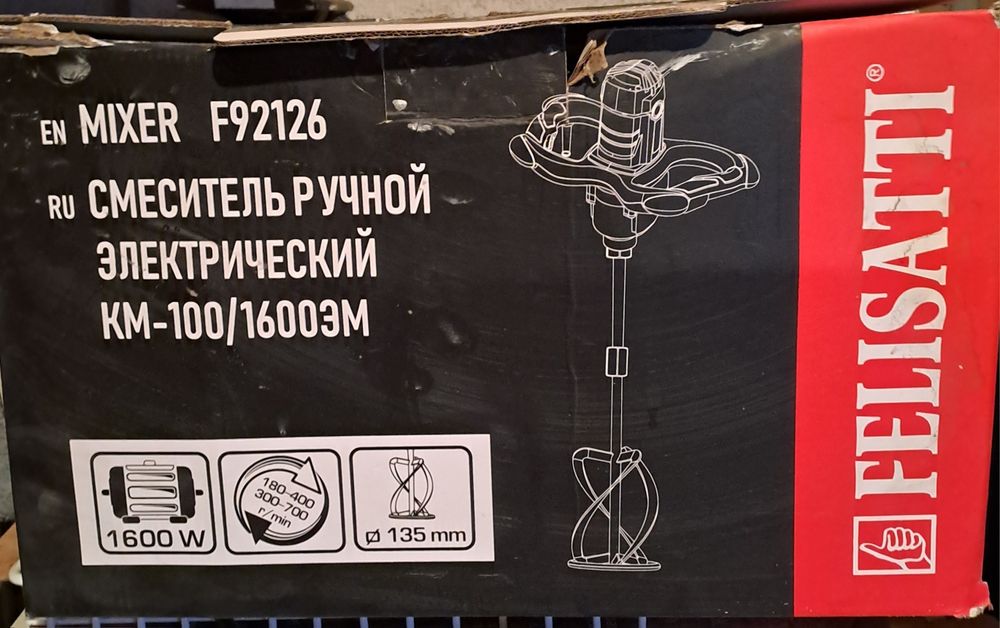 EN MIXER F92126
RU СМЕСИТЕЛЬ РУЧНОЙ
ЭЛЕКТРИЧЕСКИЙ
КМ-100/1600ЭМ
1600 W
180-400
300-700
r/min
⌀ 135 mm
FELISATTI®